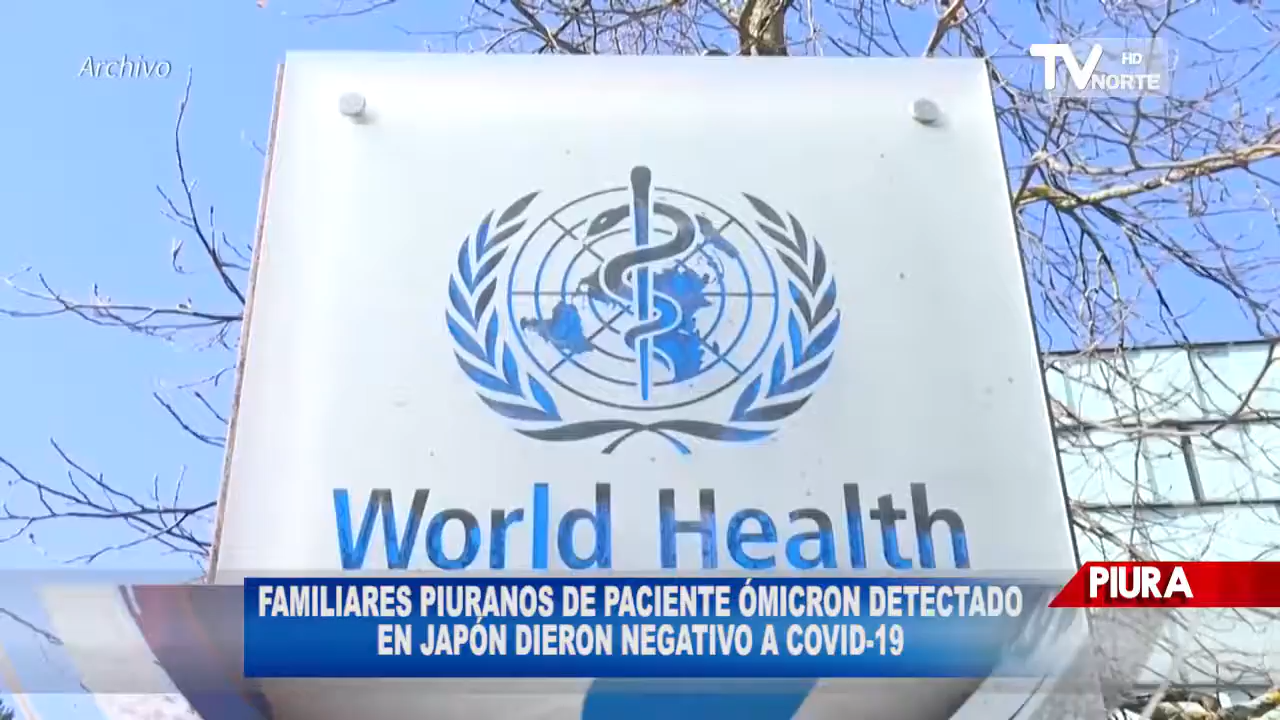 Archivo
TV HD
NORTE
World Health
PIURA
FAMILIARES PIURANOS DE PACIENTE ÓMICRON DETECTADO
EN JAPÓN DIERON NEGATIVO A COVID-19